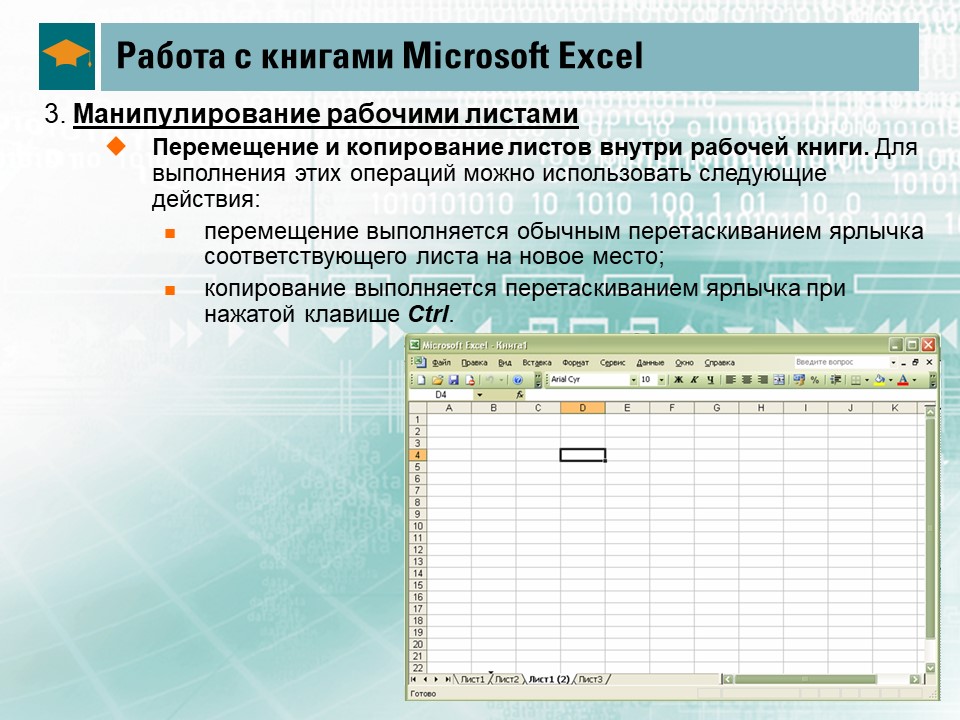 Работа с книгами Microsoft Excel
3. Манипулирование рабочими листами
Перемещение и копирование листов внутри рабочей книги. Для
выполнения этих операций можно использовать следующие
действия:
перемещение выполняется обычным перетаскиванием ярлычка
соответствующего листа на новое место;
копирование выполняется перетаскиванием ярлычка при
нажатой клавише Ctrl.
Microsoft Excel - Книга1
Файл Правка Вид Вставка Формат Сервис Данные Окно Справка Введите вопрос
Arial Cyr 10 Ж К Ч
D4 fx
A B C D E F G H I J K
1
2
3
4
5
6
7
8
9
10
11
12
13
14
15
16
17
18
19
20
21
22
Лист1 Лист2 Лист1 (2) Лист3
Готово